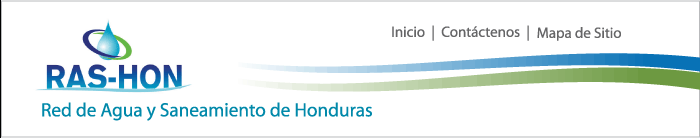 Inicio | Contáctenos | Mapa de Sitio
RAS-HON
Red de Agua y Saneamiento de Honduras